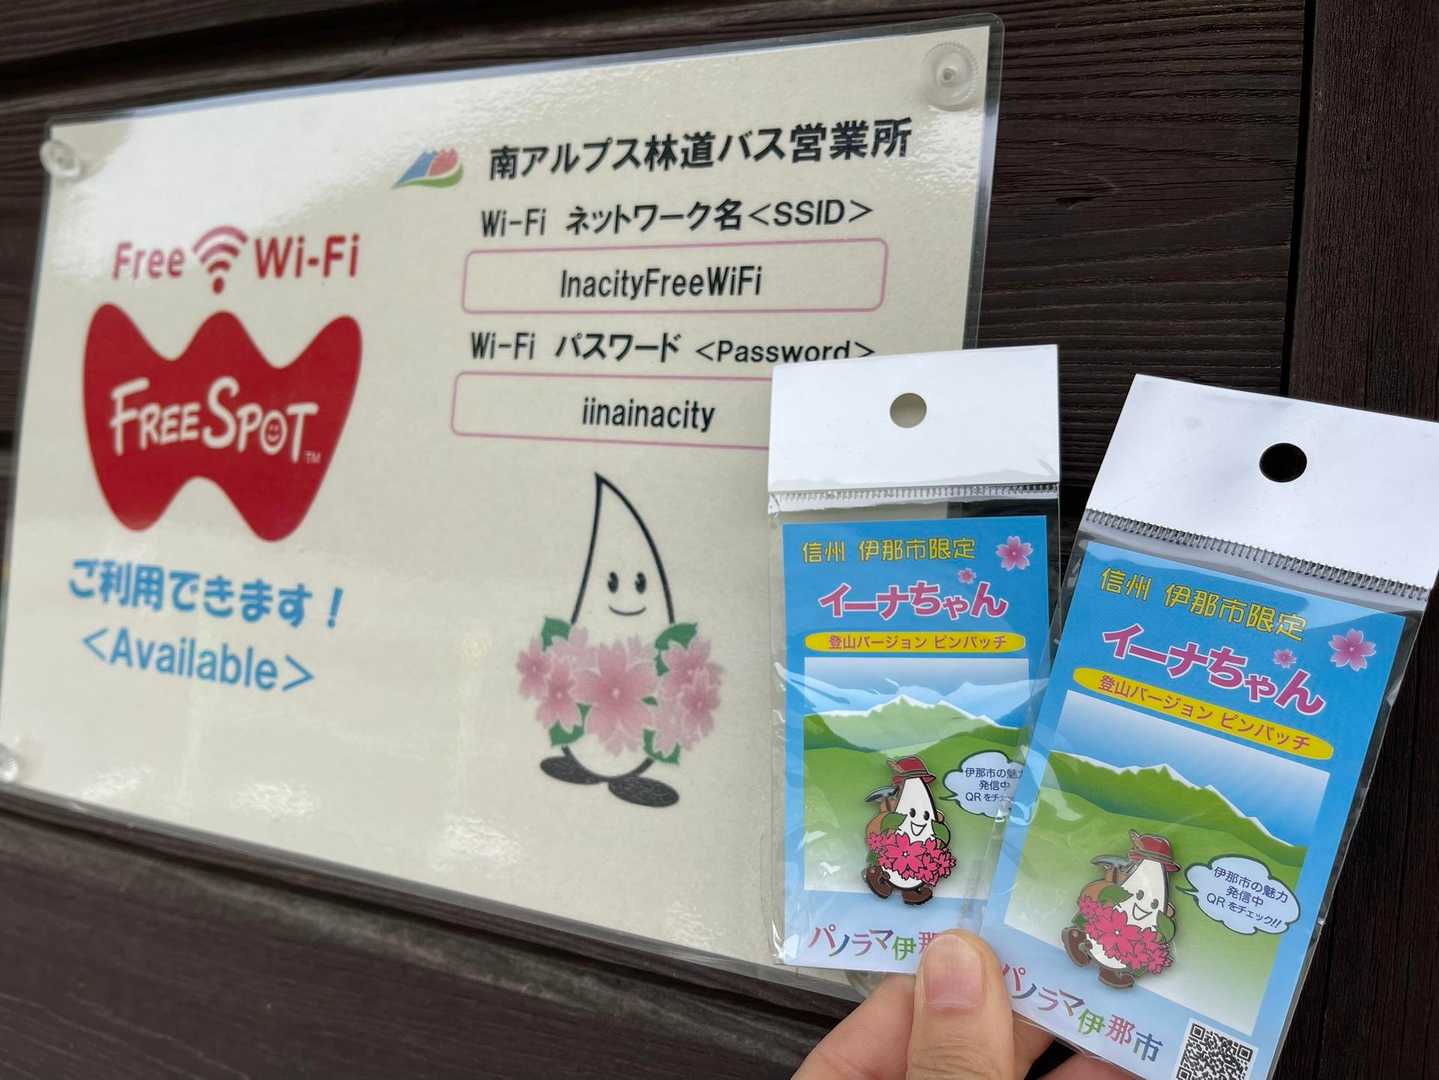 南アルプス林道バス営業所
Wi-Fi ネットワーク名<SSID>
InacityFreeWiFi
Wi-Fi パスワード <Password>
iinainacity
Free Wi-Fi
FREESPOT™
ご利用できます!
<Available>
信州 伊那市限定
イーナちゃん
登山バージョン ピンバッチ
伊那市の魅力
発信中
QRをチェ
パノラマ伊那
信州 伊那市限定
イーナちゃん
登山バージョン ピンバッチ
伊那市の魅力
発信中
QRをチェック!!
パノラマ伊那市